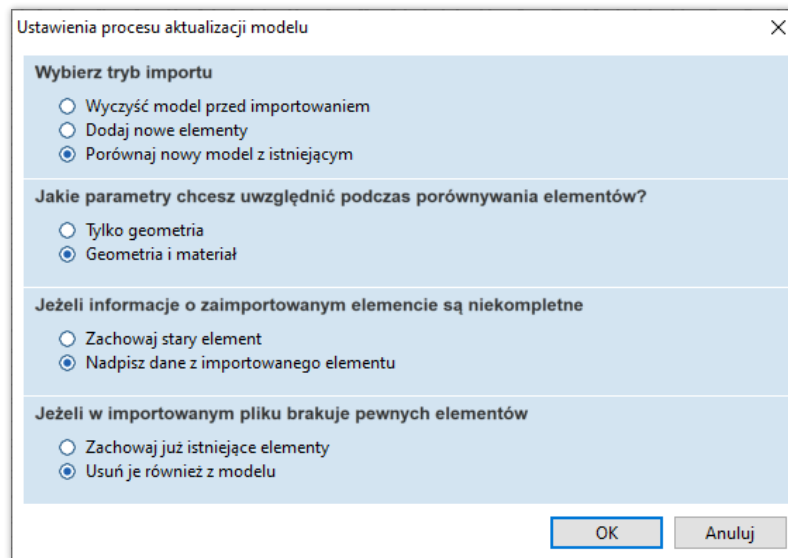 Ustawienia procesu aktualizacji modelu
Wybierz tryb importu
Wyczyść model przed importowaniem
Dodaj nowe elementy
Porównaj nowy model z istniejącym
Jakie parametry chcesz uwzględnić podczas porównywania elementów?
Tylko geometria
Geometria i materiał
Jeżeli informacje o zaimportowanym elemencie są niekompletne
Zachowaj stary element
Nadpisz dane z importowanego elementu
Jeżeli w importowanym pliku brakuje pewnych elementów
Zachowaj już istniejące elementy
Usuń je również z modelu
OK Anuluj